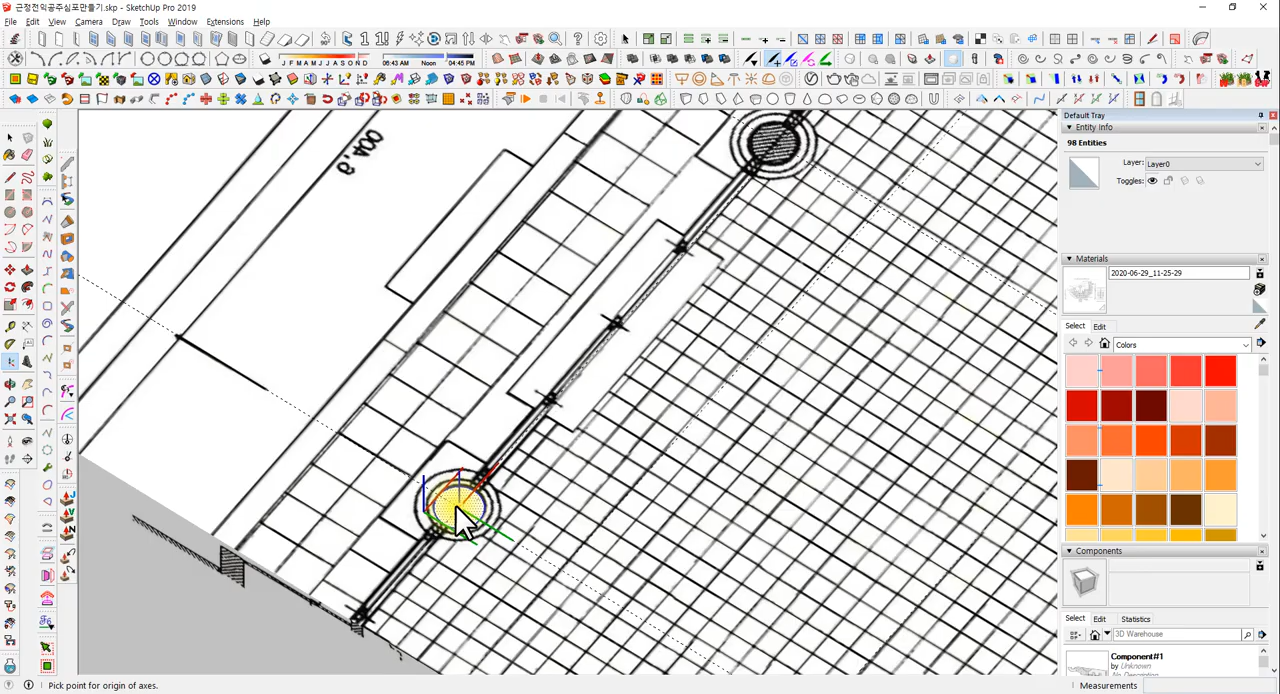 근정전익공주심포만들기.skp - SketchUp Pro 2019
File Edit View Camera Draw Tools Window Extensions Help
J F M A M J J A S O N D 06:43 AM Noon 04:45 PM
Default Tray
Entity Info
98 Entities
Layer: Layer0
Toggles:
Materials
2020-06-29_11-25-29
Select Edit
Colors
Components
Select Edit Statistics
3D Warehouse
Component#1
by Unknown
Pick point for origin of axes.
Measurements